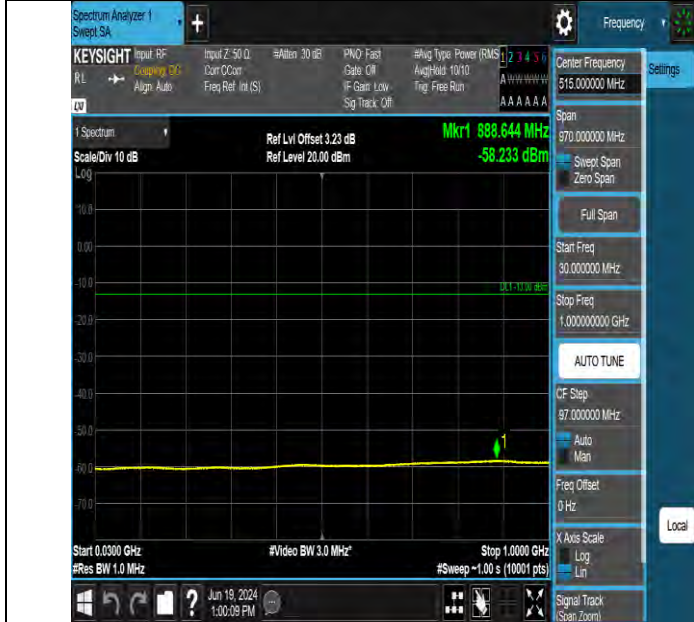 Spectrum Analyzer 1
Swept SA
Frequency
KEYSIGHT
RL
Input: RF
Coupling: DC
Align: Auto
Input Z: 50 Ω
Corr CCorr
Freq Ref: Int (S)
#Atten: 30 dB
PNO: Fast
Gate: Off
IF Gain: Low
Sig Track: Off
#Avg Type: Power (RMS
Avg|Hold: 10/10
Trig: Free Run
1 2 3 4 5 6
A W W W W W
A A A A A A
LXI
1 Spectrum
Scale/Div 10 dB
Log
Ref Lvl Offset 3.23 dB
Ref Level 20.00 dBm
Mkr1 888.644 MHz
-58.233 dBm
10.0
0.00
-10.0
-20.0
-30.0
-40.0
-50.0
-60.0
-70.0
DL1 -13.00 dBm
1
Start 0.0300 GHz
#Res BW 1.0 MHz
#Video BW 3.0 MHz*
Stop 1.0000 GHz
#Sweep ~1.00 s (10001 pts)
Center Frequency
515.000000 MHz
Span
970.000000 MHz
Swept Span
Zero Span
Full Span
Start Freq
30.000000 MHz
Stop Freq
1.000000000 GHz
AUTO TUNE
CF Step
97.000000 MHz
Auto
Man
Freq Offset
0 Hz
X Axis Scale
Log
Lin
Signal Track
(Span Zoom)
Settings
Local
Jun 19, 2024
1:00:09 PM